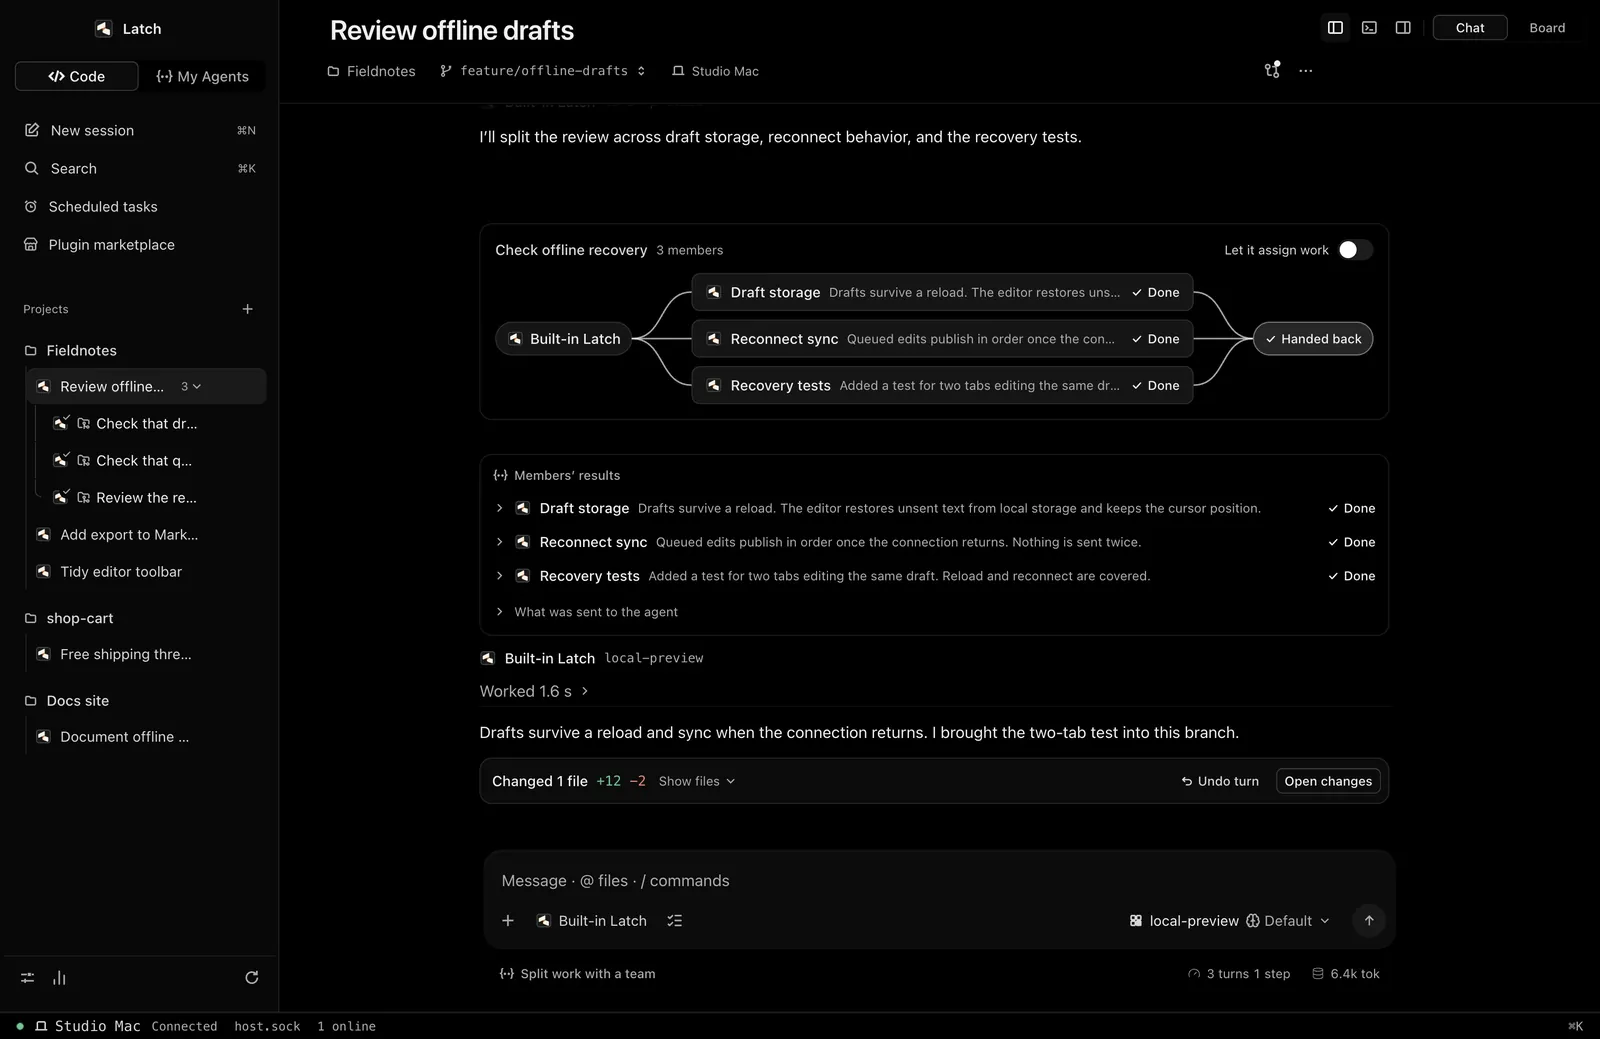 Latch
Code
My Agents
New session ⌘N
Search ⌘K
Scheduled tasks
Plugin marketplace
Projects
Fieldnotes
Review offline... 3
Check that dr...
Check that q...
Review the re...
Add export to Mark...
Tidy editor toolbar
shop-cart
Free shipping thre...
Docs site
Document offline ...
Review offline drafts
Chat
Board
Fieldnotes
feature/offline-drafts
Studio Mac
I’ll split the review across draft storage, reconnect behavior, and the recovery tests.
Check offline recovery 3 members
Let it assign work
Built-in Latch
Draft storage Drafts survive a reload. The editor restores uns... Done
Reconnect sync Queued edits publish in order once the con... Done
Recovery tests Added a test for two tabs editing the same dr... Done
Handed back
Members’ results
Draft storage Drafts survive a reload. The editor restores unsent text from local storage and keeps the cursor position. Done
Reconnect sync Queued edits publish in order once the connection returns. Nothing is sent twice. Done
Recovery tests Added a test for two tabs editing the same draft. Reload and reconnect are covered. Done
What was sent to the agent
Built-in Latch local-preview
Worked 1.6 s
Drafts survive a reload and sync when the connection returns. I brought the two-tab test into this branch.
Changed 1 file +12 −2 Show files
Undo turn
Open changes
Message · @ files · / commands
Built-in Latch
local-preview Default
Split work with a team
3 turns 1 step
6.4k tok
Studio Mac Connected host.sock 1 online
⌘K